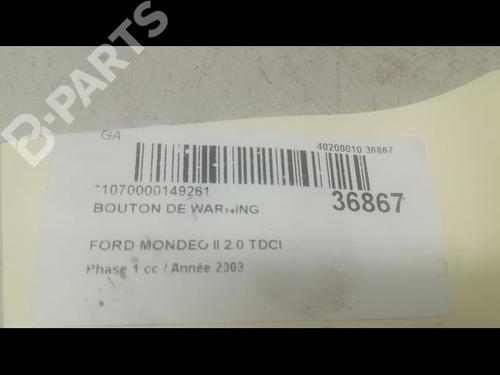 B-PARTS
GA
40200010 36867
*1070000149261
36867
BOUTON DE WARNING
FORD MONDEO II 2.0 TDCI
Phase 1 cc / Année 2003